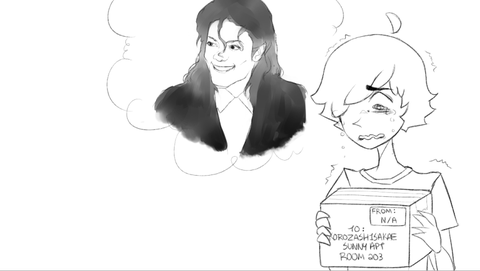 FROM:
N/A
TO:
OROZASHISAKAE
SUNNY APT
ROOM 203